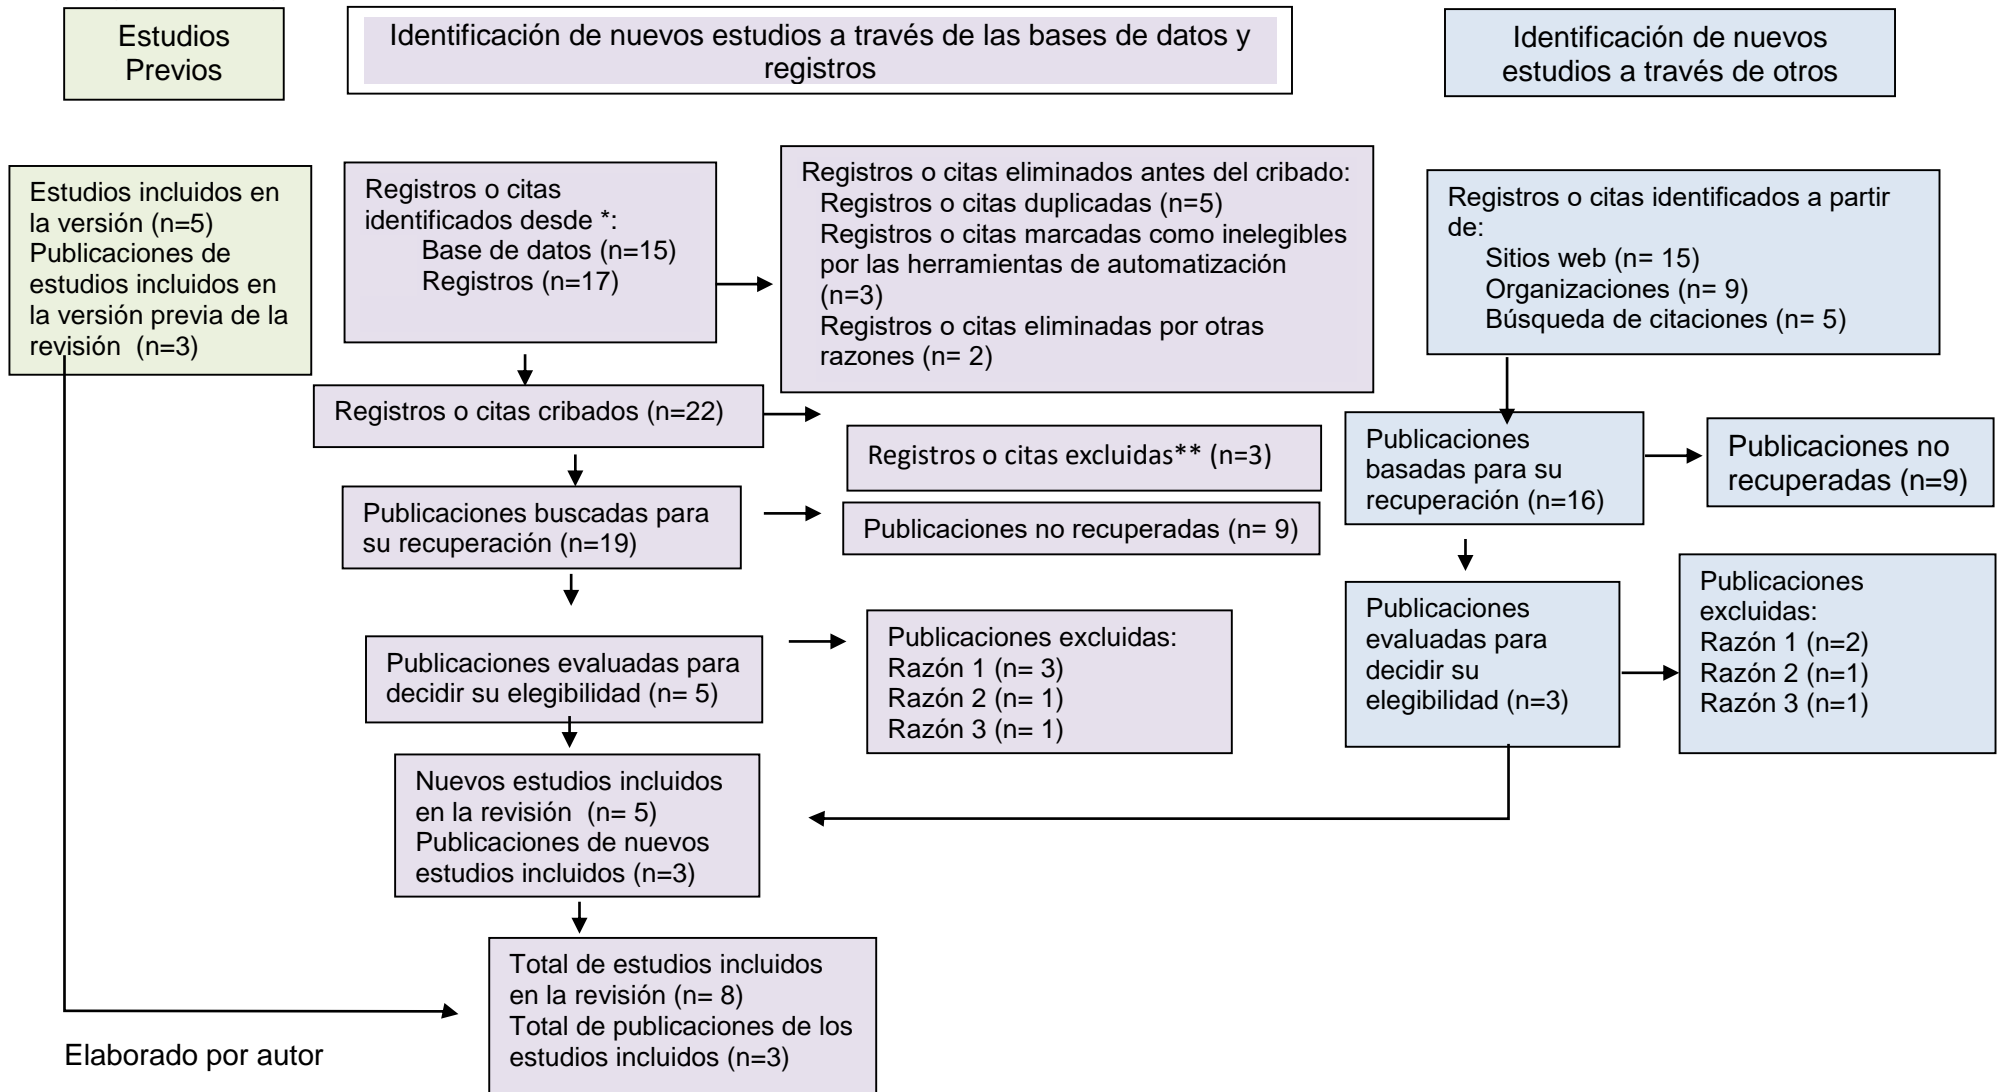 Estudios
Previos
Identificación de nuevos estudios a través de las bases de datos y
registros
Identificación de nuevos
estudios a través de otros
Estudios incluidos en
la versión (n=5)
Publicaciones de
estudios incluidos en
la versión previa de la
revisión (n=3)
Registros o citas
identificados desde *:
Base de datos (n=15)
Registros (n=17)
Registros o citas eliminados antes del cribado:
Registros o citas duplicadas (n=5)
Registros o citas marcadas como inelegibles
por las herramientas de automatización
(n=3)
Registros o citas eliminadas por otras
razones (n= 2)
Registros o citas identificados a partir
de:
Sitios web (n= 15)
Organizaciones (n= 9)
Búsqueda de citaciones (n= 5)
Registros o citas cribados (n=22)
Registros o citas excluidas** (n=3)
Publicaciones
basadas para su
recuperación (n=16)
Publicaciones no
recuperadas (n=9)
Publicaciones buscadas para
su recuperación (n=19)
Publicaciones no recuperadas (n= 9)
Publicaciones evaluadas para
decidir su elegibilidad (n= 5)
Publicaciones excluidas:
Razón 1 (n= 3)
Razón 2 (n= 1)
Razón 3 (n= 1)
Publicaciones
evaluadas para
decidir su
elegibilidad (n=3)
Publicaciones
excluidas:
Razón 1 (n=2)
Razón 2 (n=1)
Razón 3 (n=1)
Nuevos estudios incluidos
en la revisión (n= 5)
Publicaciones de nuevos
estudios incluidos (n=3)
Total de estudios incluidos
en la revisión (n= 8)
Total de publicaciones de los
estudios incluidos (n=3)
Elaborado por autor